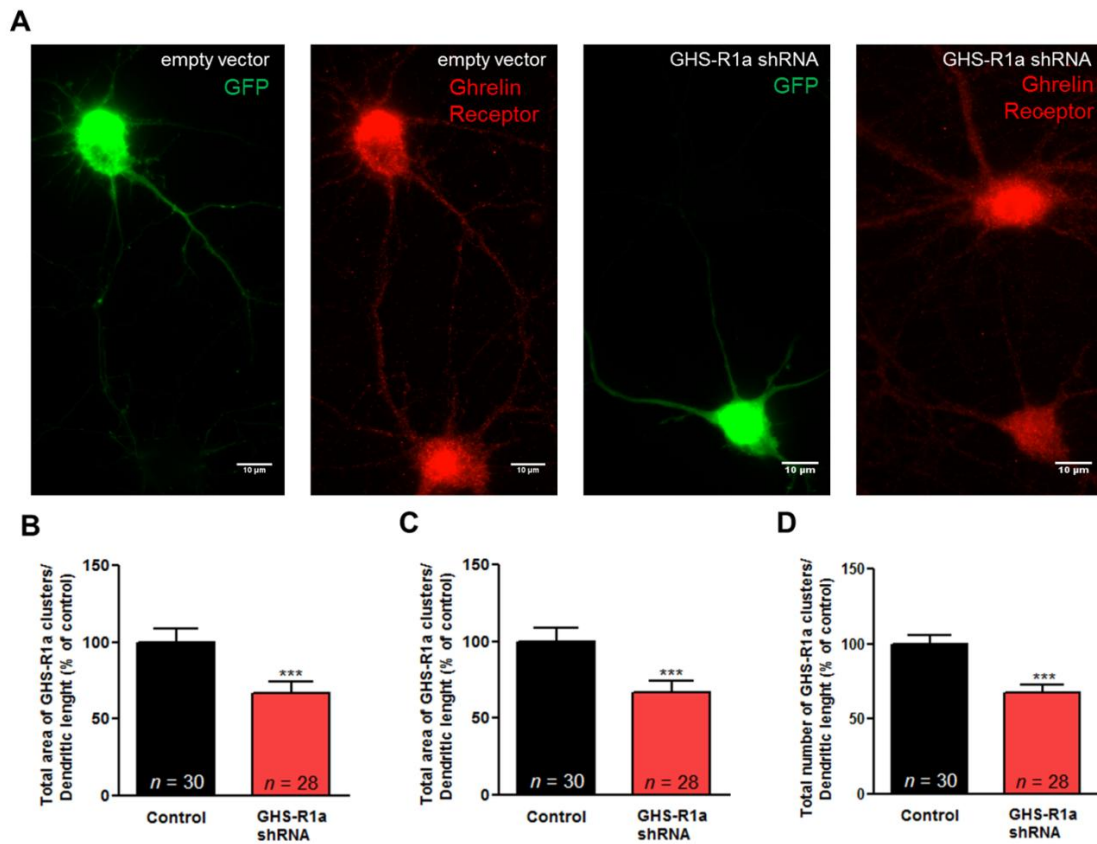 A
empty vector
GFP
empty vector
Ghrelin
Receptor
GHS-R1a shRNA
GFP
GHS-R1a shRNA
Ghrelin
Receptor
10 µm
10 µm
10 µm
10 µm
B
Total area of GHS-R1a clusters/
Dendritic lenght (% of control)
150
100
50
0
***
n = 30
n = 28
Control
GHS-R1a
shRNA
C
Total area of GHS-R1a clusters/
Dendritic lenght (% of control)
150
100
50
0
***
n = 30
n = 28
Control
GHS-R1a
shRNA
D
Total number of GHS-R1a clusters/
Dendritic lenght (% of control)
150
100
50
0
***
n = 30
n = 28
Control
GHS-R1a
shRNA